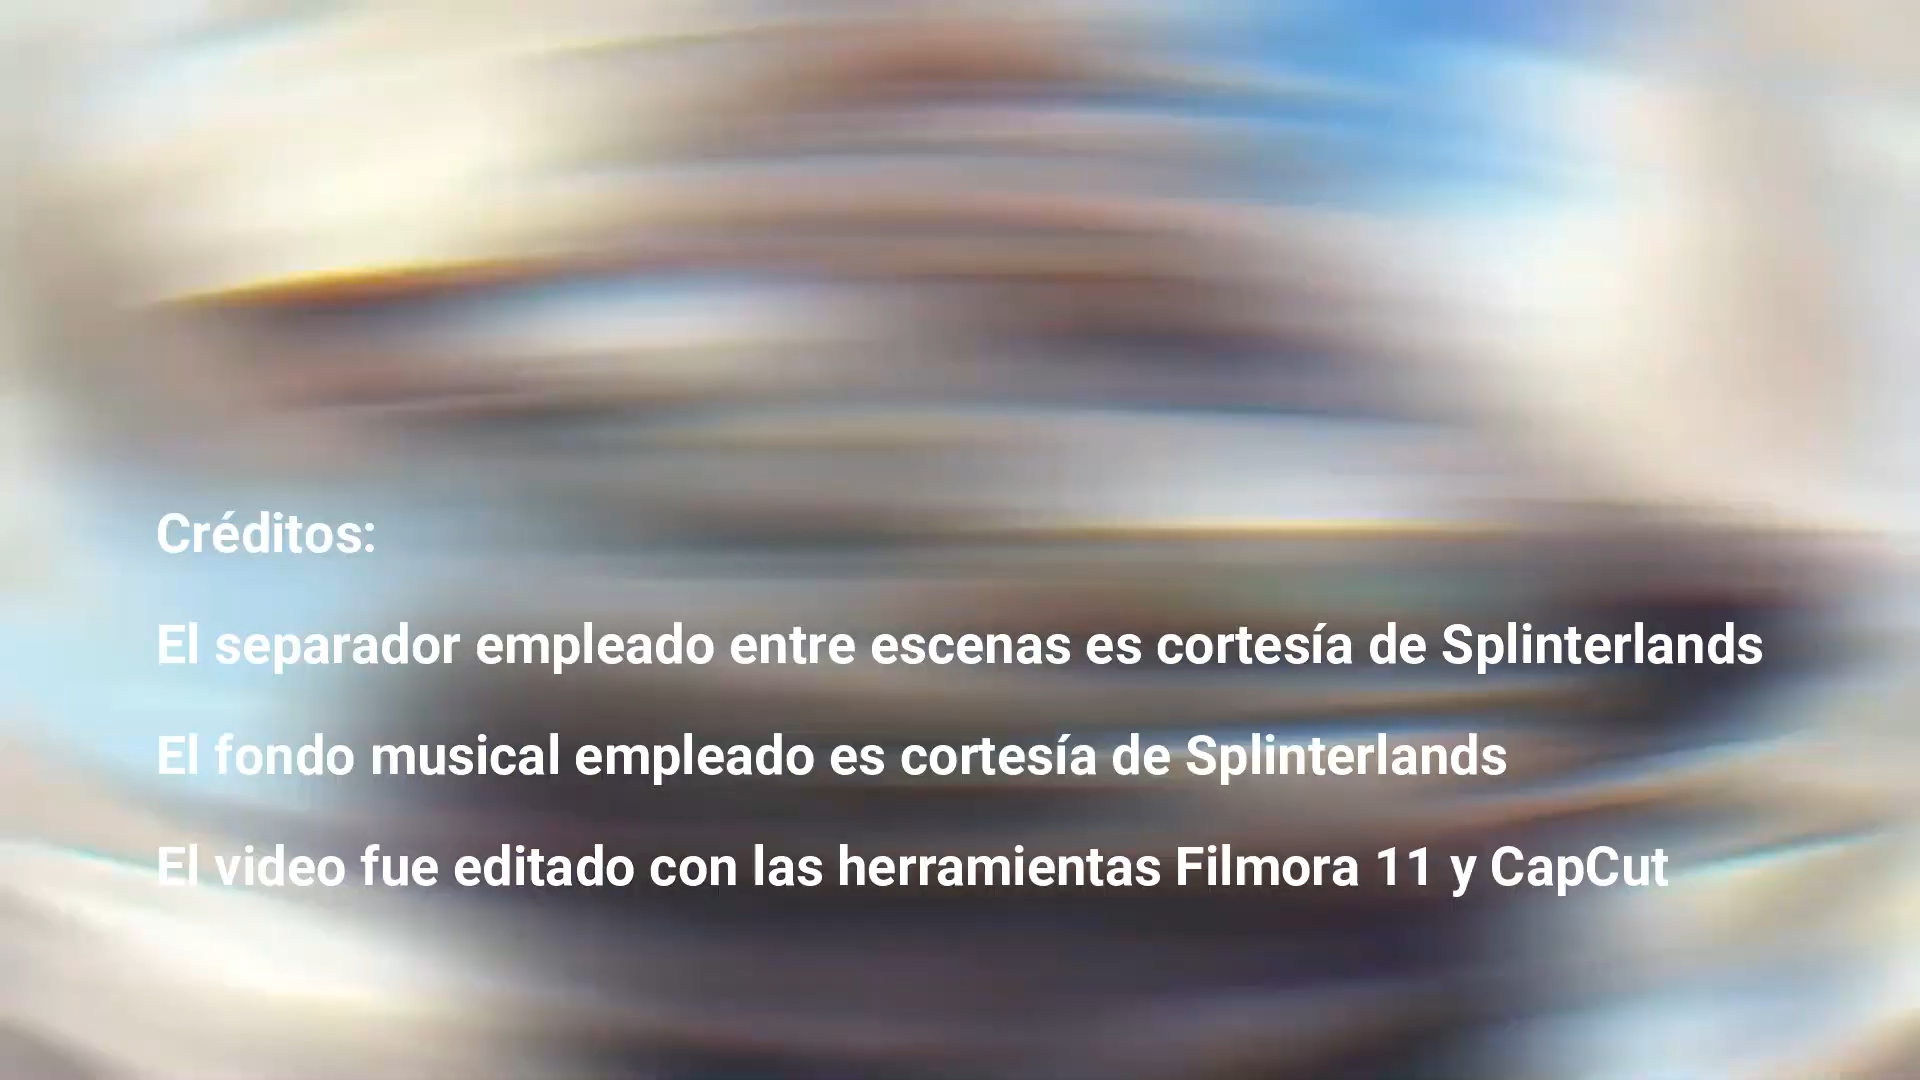 Créditos:
El separador empleado entre escenas es cortesía de Splinterlands
El fondo musical empleado es cortesía de Splinterlands
El video fue editado con las herramientas Filmora 11 y CapCut